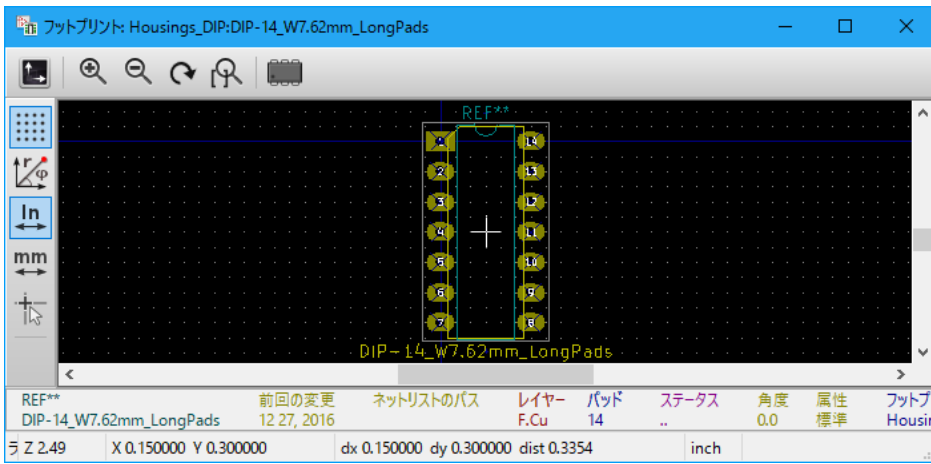 フットプリント: Housings_DIP:DIP-14_W7.62mm_LongPads
In
mm
REF**
1
14
2
13
3
12
4
11
5
10
6
9
7
8
DIP-14_W7.62mm_LongPads
REF** 前回の変更 ネットリストのパス レイヤー パッド ステータス 角度 属性 フットプ
DIP-14_W7.62mm_LongPads 12 27, 2016 F.Cu 14 .. 0.0 標準 Housin
Z 2.49 X 0.150000 Y 0.300000 dx 0.150000 dy 0.300000 dist 0.3354 inch